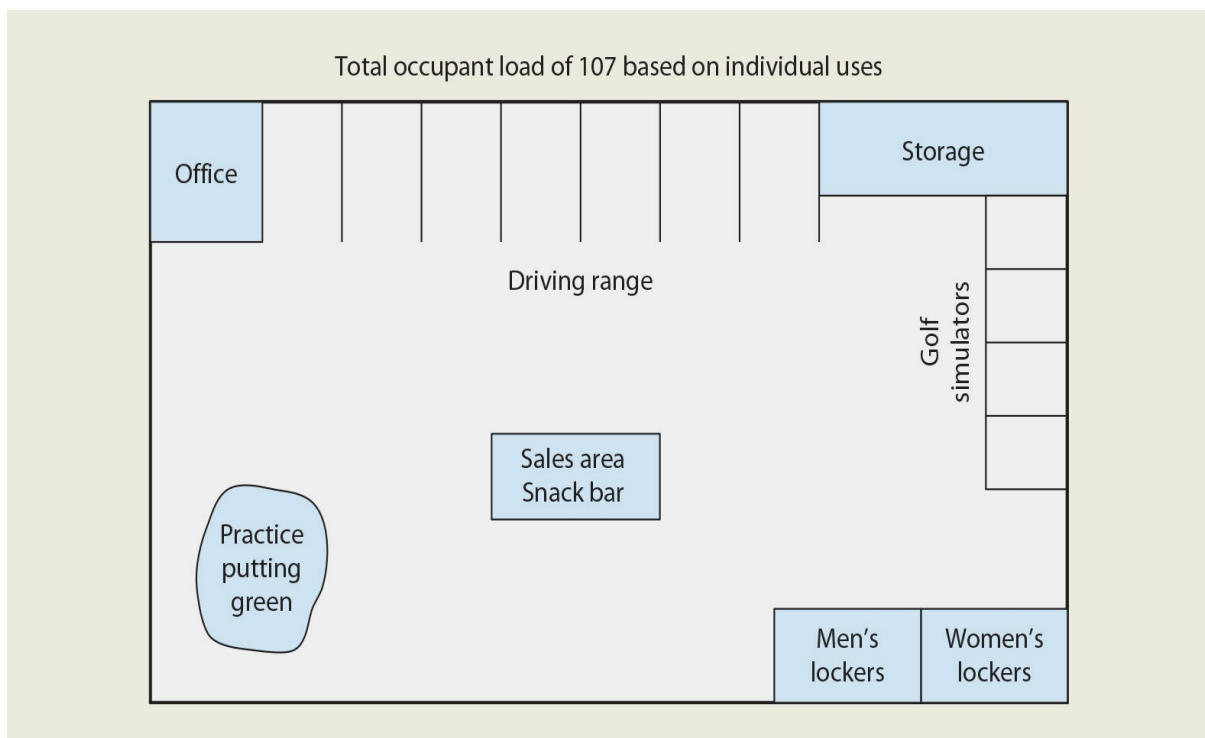 Total occupant load of 107 based on individual uses
Office
Storage
Driving range
Golf
simulators
Sales area
Snack bar
Practice
putting
green
Men’s
lockers
Women’s
lockers